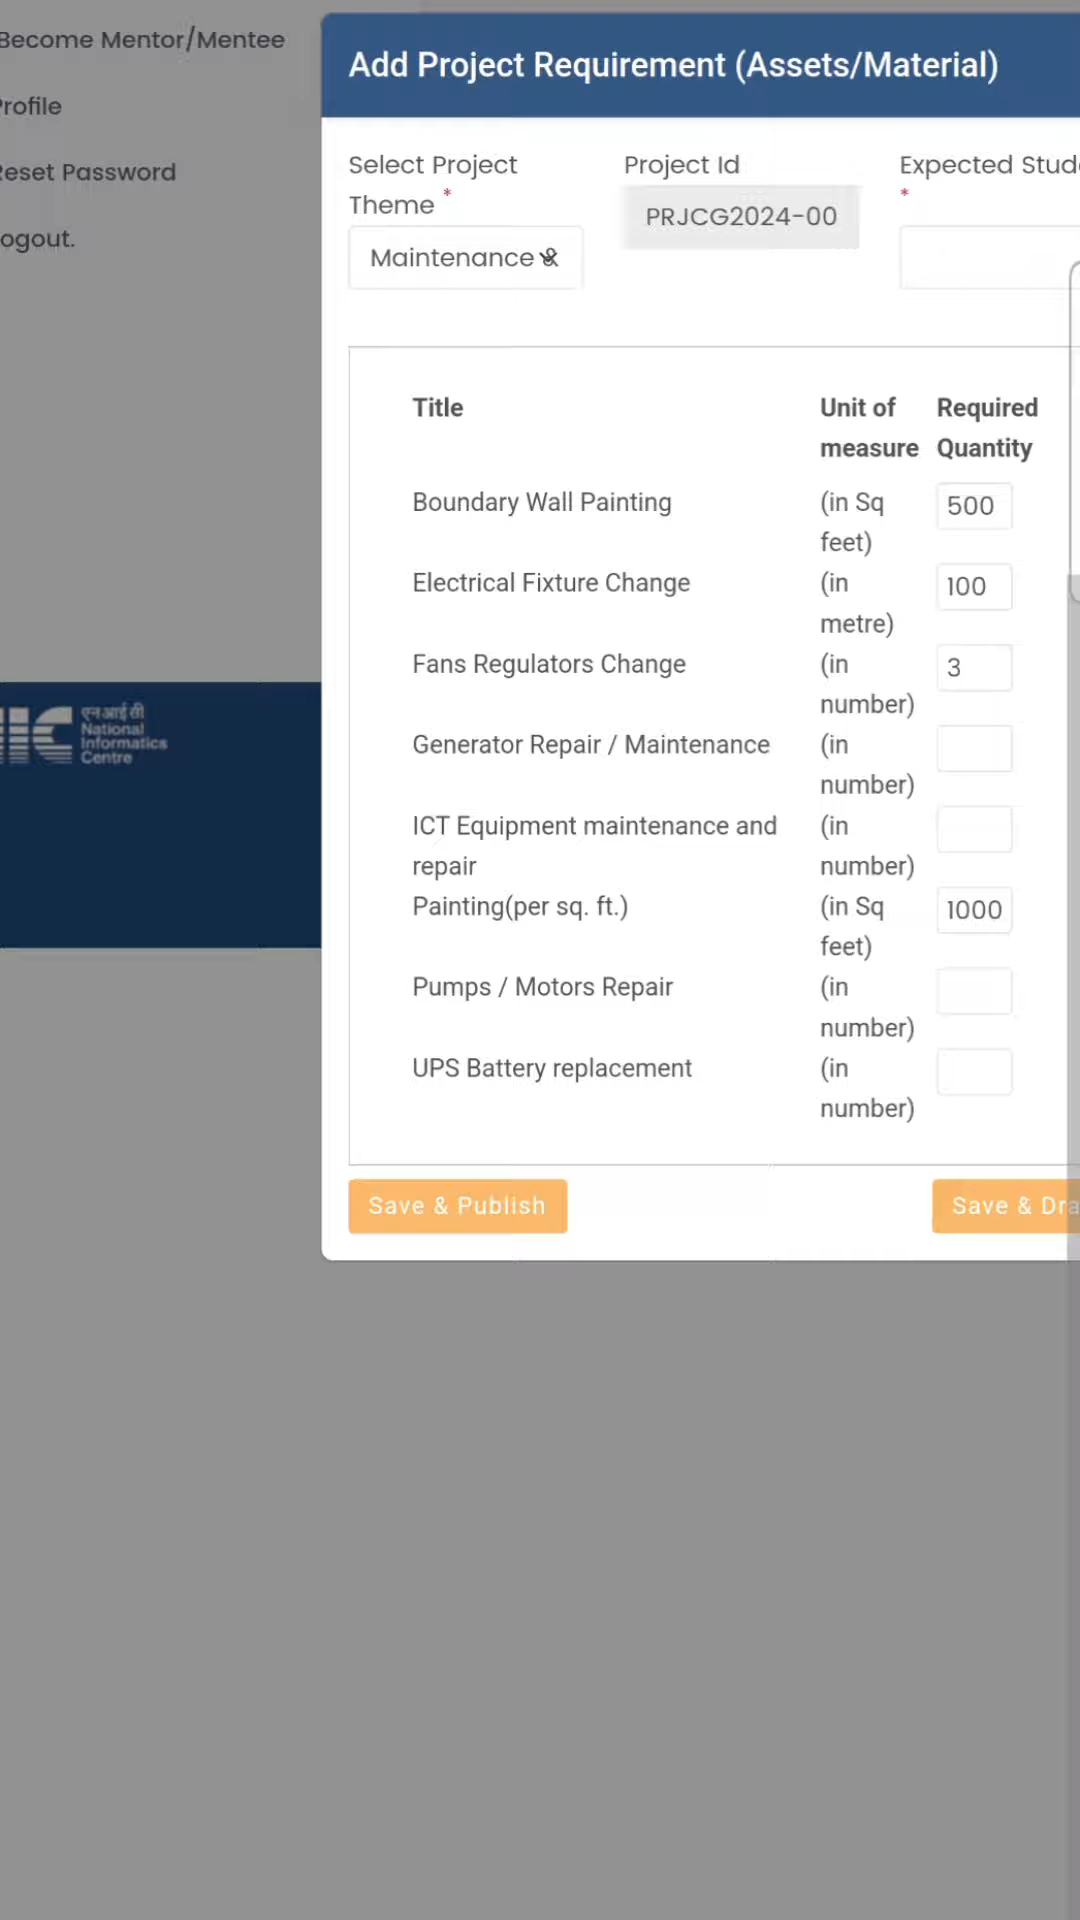 Become Mentor/Mentee
Profile
Reset Password
ogout.
एनआईसी
National
Informatics
Centre
Add Project Requirement (Assets/Material)
Select Project
Theme *
Maintenance &
Project Id
PRJCG2024-00
Expected Stud
*
Title Unit of measure Required Quantity
Boundary Wall Painting (in Sq feet) 500
Electrical Fixture Change (in metre) 100
Fans Regulators Change (in number) 3
Generator Repair / Maintenance (in number)
ICT Equipment maintenance and repair (in number)
Painting(per sq. ft.) (in Sq feet) 1000
Pumps / Motors Repair (in number)
UPS Battery replacement (in number)
Save & Publish
Save & Dra